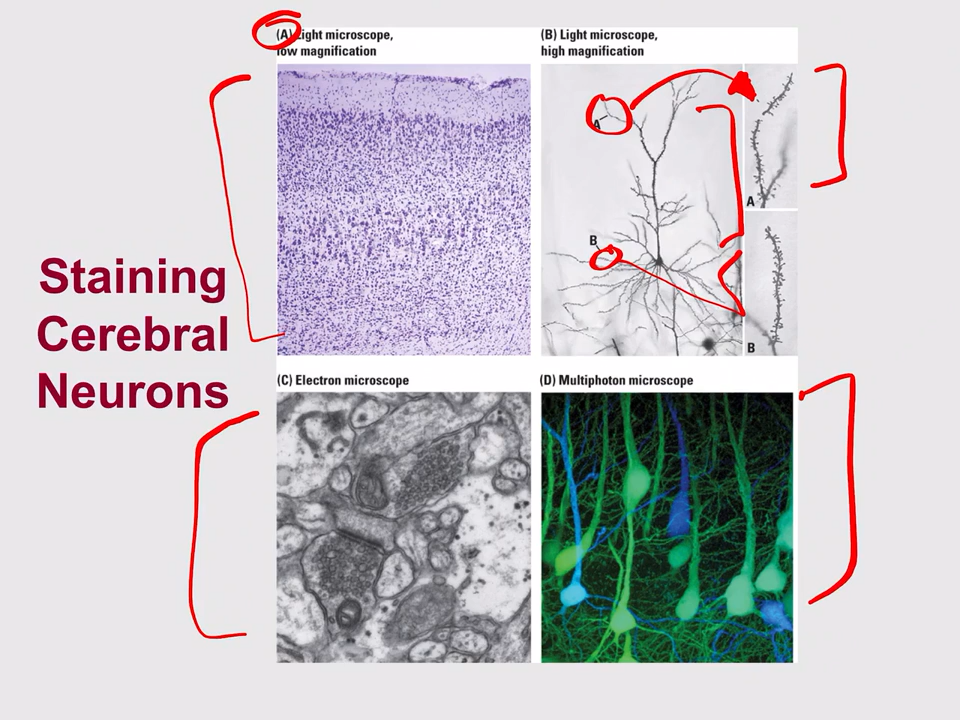 Staining
Cerebral
Neurons
(A) Light microscope,
low magnification
(B) Light microscope,
high magnification
A
B
A
B
(C) Electron microscope
(D) Multiphoton microscope